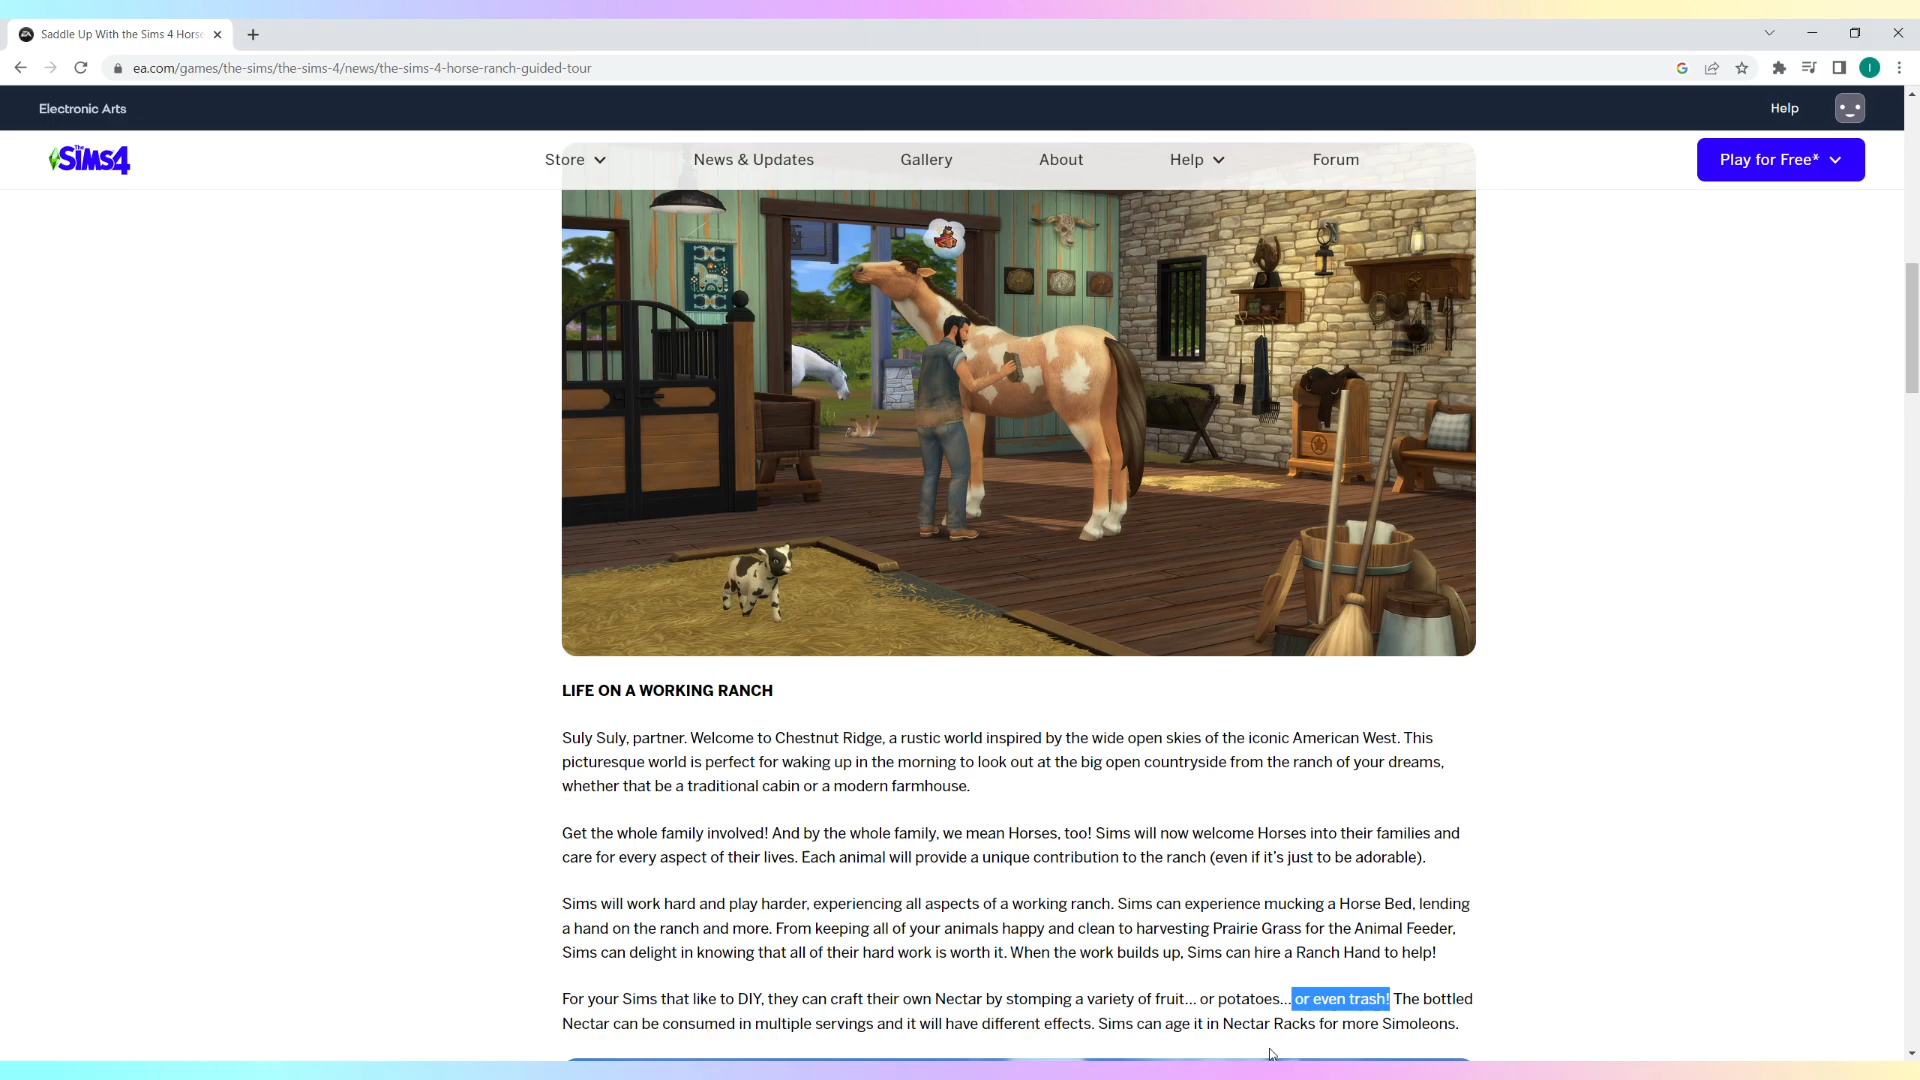 Saddle Up With the Sims 4 Horse
ea.com/games/the-sims/the-sims-4/news/the-sims-4-horse-ranch-guided-tour
I
Electronic Arts
Help
The SIMS 4
Store
News & Updates
Gallery
About
Help
Forum
Play for Free*
LIFE ON A WORKING RANCH
Suly Suly, partner. Welcome to Chestnut Ridge, a rustic world inspired by the wide open skies of the iconic American West. This
picturesque world is perfect for waking up in the morning to look out at the big open countryside from the ranch of your dreams,
whether that be a traditional cabin or a modern farmhouse.
Get the whole family involved! And by the whole family, we mean Horses, too! Sims will now welcome Horses into their families and
care for every aspect of their lives. Each animal will provide a unique contribution to the ranch (even if it's just to be adorable).
Sims will work hard and play harder, experiencing all aspects of a working ranch. Sims can experience mucking a Horse Bed, lending
a hand on the ranch and more. From keeping all of your animals happy and clean to harvesting Prairie Grass for the Animal Feeder,
Sims can delight in knowing that all of their hard work is worth it. When the work builds up, Sims can hire a Ranch Hand to help!
For your Sims that like to DIY, they can craft their own Nectar by stomping a variety of fruit... or potatoes... or even trash! The bottled
Nectar can be consumed in multiple servings and it will have different effects. Sims can age it in Nectar Racks for more Simoleons.